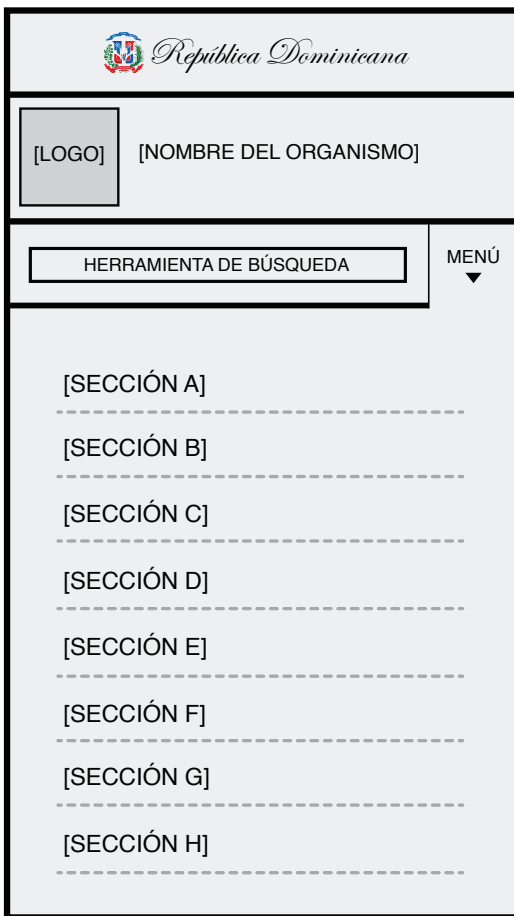 República Dominicana
[LOGO]
[NOMBRE DEL ORGANISMO]
HERRAMIENTA DE BÚSQUEDA
MENÚ
[SECCIÓN A]
[SECCIÓN B]
[SECCIÓN C]
[SECCIÓN D]
[SECCIÓN E]
[SECCIÓN F]
[SECCIÓN G]
[SECCIÓN H]